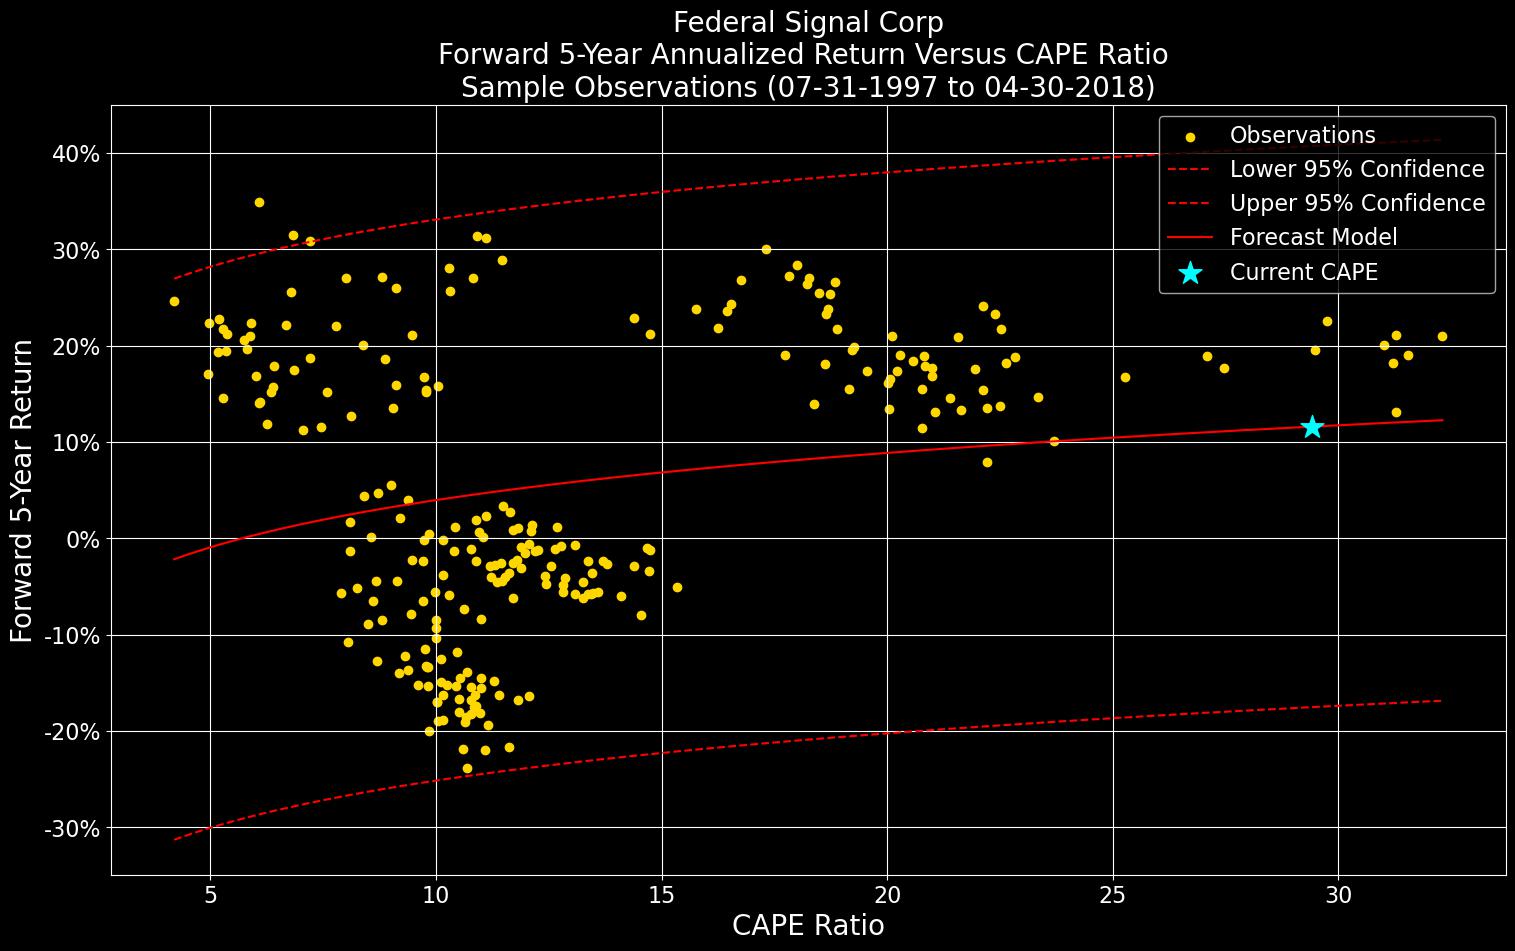 Federal Signal Corp
Forward 5-Year Annualized Return Versus CAPE Ratio
Sample Observations (07-31-1997 to 04-30-2018)
Observations
Lower 95% Confidence
Upper 95% Confidence
Forecast Model
Current CAPE
Forward 5-Year Return
40%
30%
20%
10%
0%
-10%
-20%
-30%
5
10
15
20
25
30
CAPE Ratio